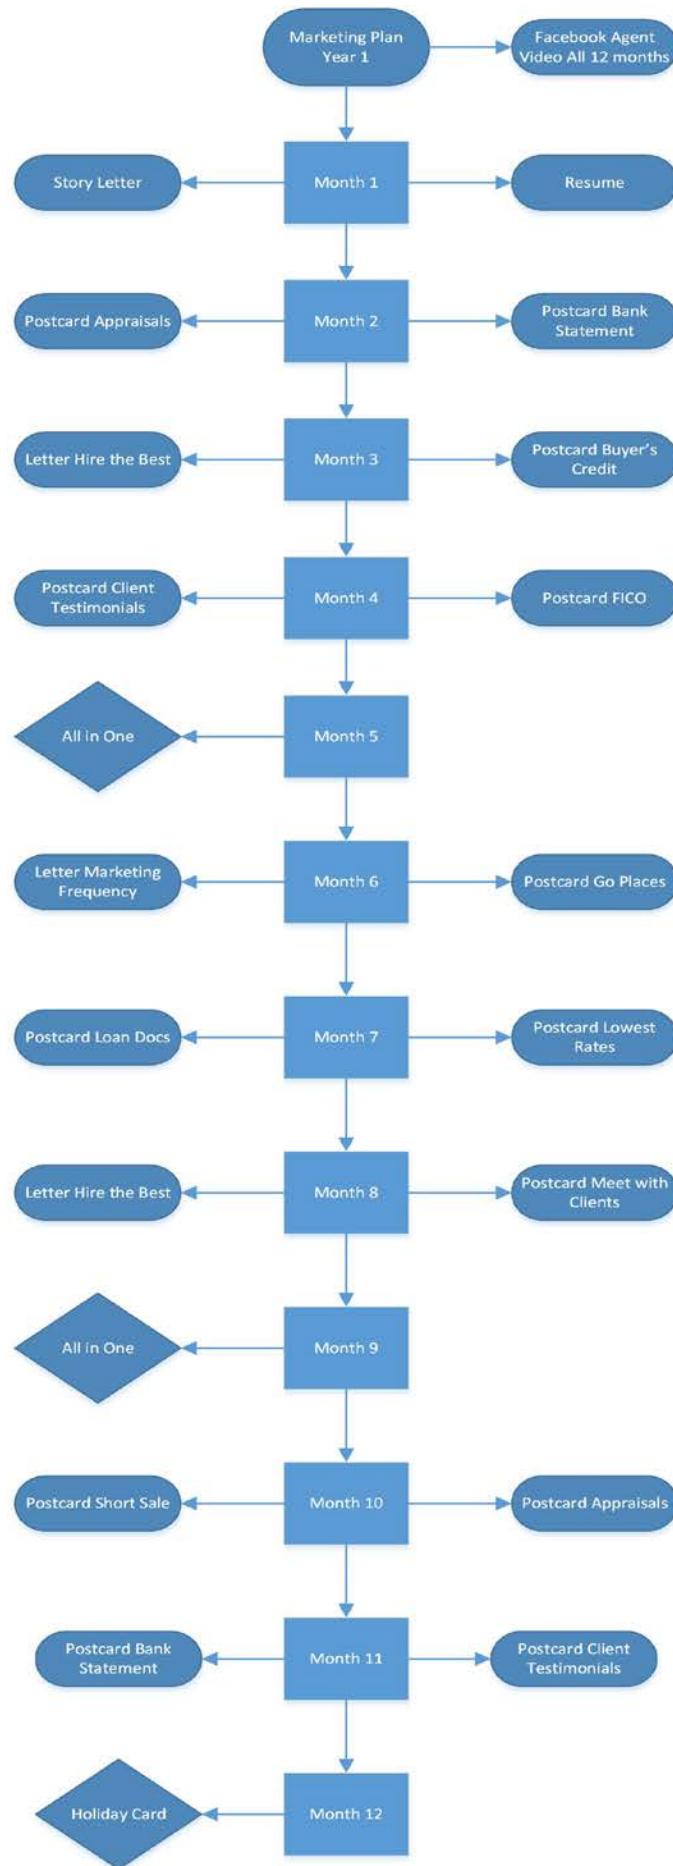 Marketing Plan
Year 1
Facebook Agent
Video All 12 months
Story Letter
Month 1
Resume
Postcard Appraisals
Month 2
Postcard Bank
Statement
Letter Hire the Best
Month 3
Postcard Buyer's
Credit
Postcard Client
Testimonials
Month 4
Postcard FICO
All in One
Month 5
Letter Marketing
Frequency
Month 6
Postcard Go Places
Postcard Loan Docs
Month 7
Postcard Lowest
Rates
Letter Hire the Best
Month 8
Postcard Meet with
Clients
All in One
Month 9
Postcard Short Sale
Month 10
Postcard Appraisals
Postcard Bank
Statement
Month 11
Postcard Client
Testimonials
Holiday Card
Month 12